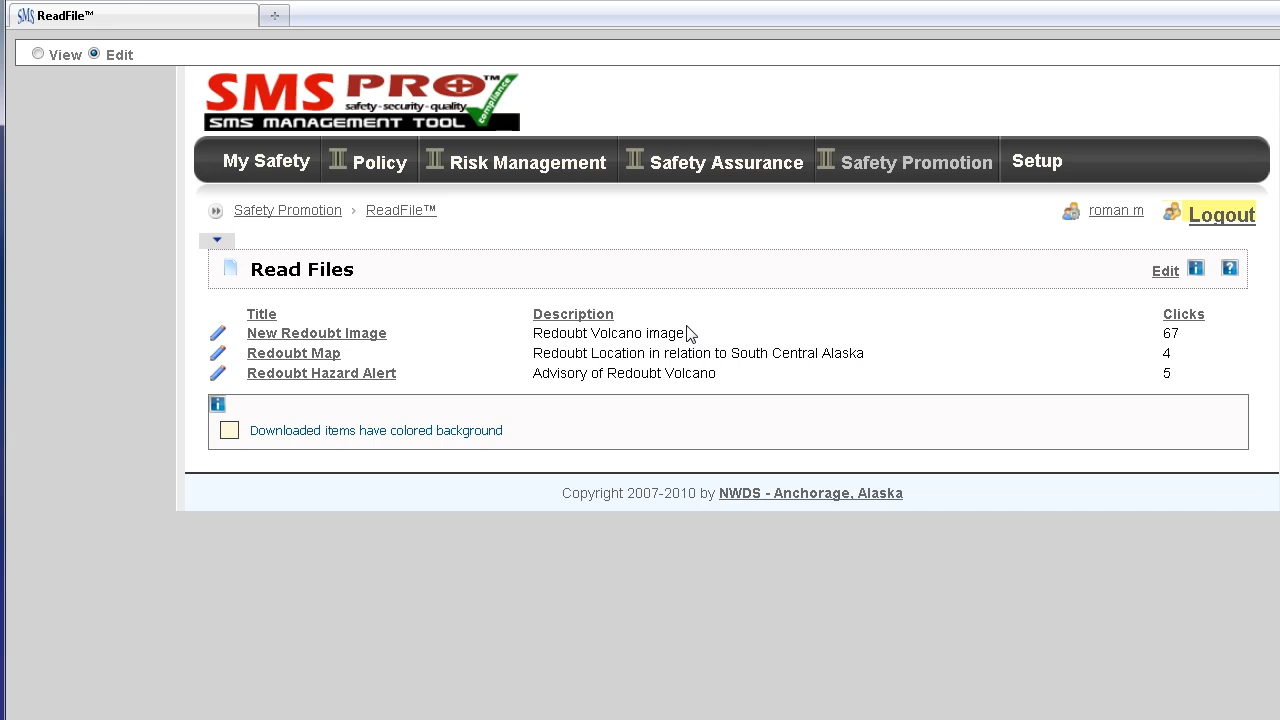 SMS ReadFile™
View Edit
SMS PRO™
safety-security-quality
compliance
SMS MANAGEMENT TOOL
My Safety Policy Risk Management Safety Assurance Safety Promotion Setup
Safety Promotion › ReadFile™ roman m Logout
Read Files Edit
Title Description Clicks
New Redoubt Image Redoubt Volcano image 67
Redoubt Map Redoubt Location in relation to South Central Alaska 4
Redoubt Hazard Alert Advisory of Redoubt Volcano 5
Downloaded items have colored background
Copyright 2007-2010 by NWDS - Anchorage, Alaska